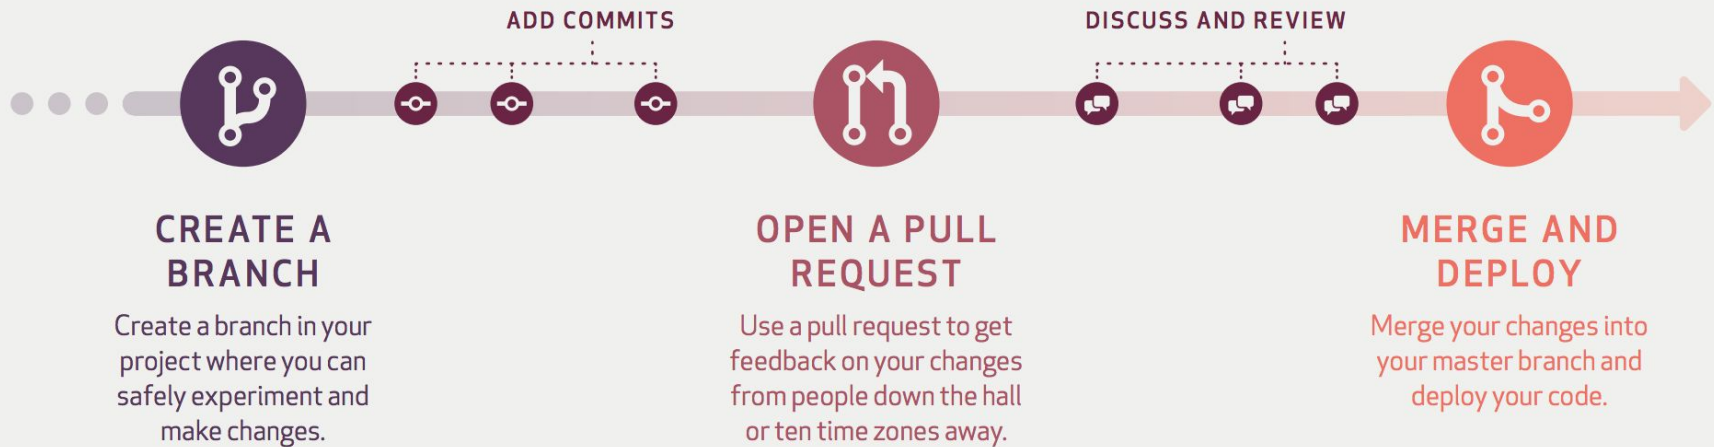 ADD COMMITS
DISCUSS AND REVIEW
CREATE A
BRANCH
Create a branch in your
project where you can
safely experiment and
make changes.
OPEN A PULL
REQUEST
Use a pull request to get
feedback on your changes
from people down the hall
or ten time zones away.
MERGE AND
DEPLOY
Merge your changes into
your master branch and
deploy your code.